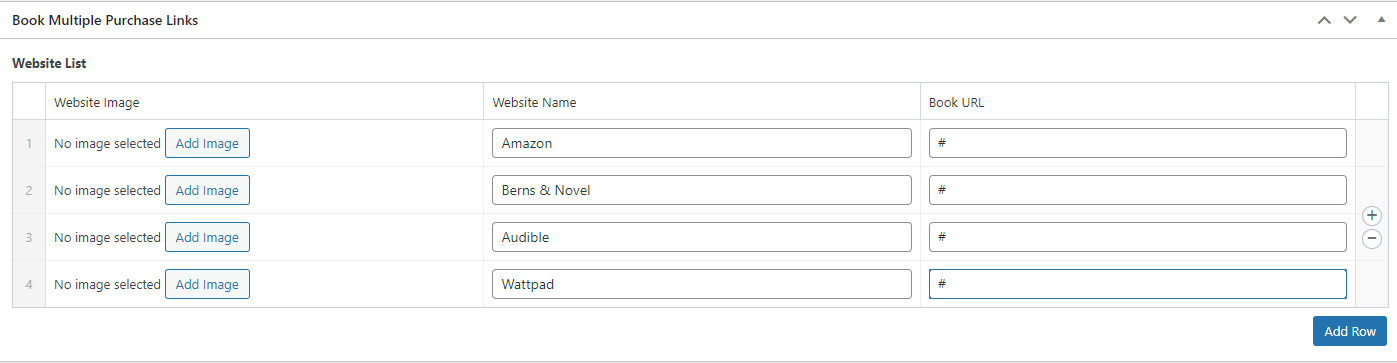 Book Multiple Purchase Links
Website List
Website Image Website Name Book URL
1 No image selected Add Image Amazon #
2 No image selected Add Image Berns & Novel #
3 No image selected Add Image Audible #
4 No image selected Add Image Wattpad #
Add Row